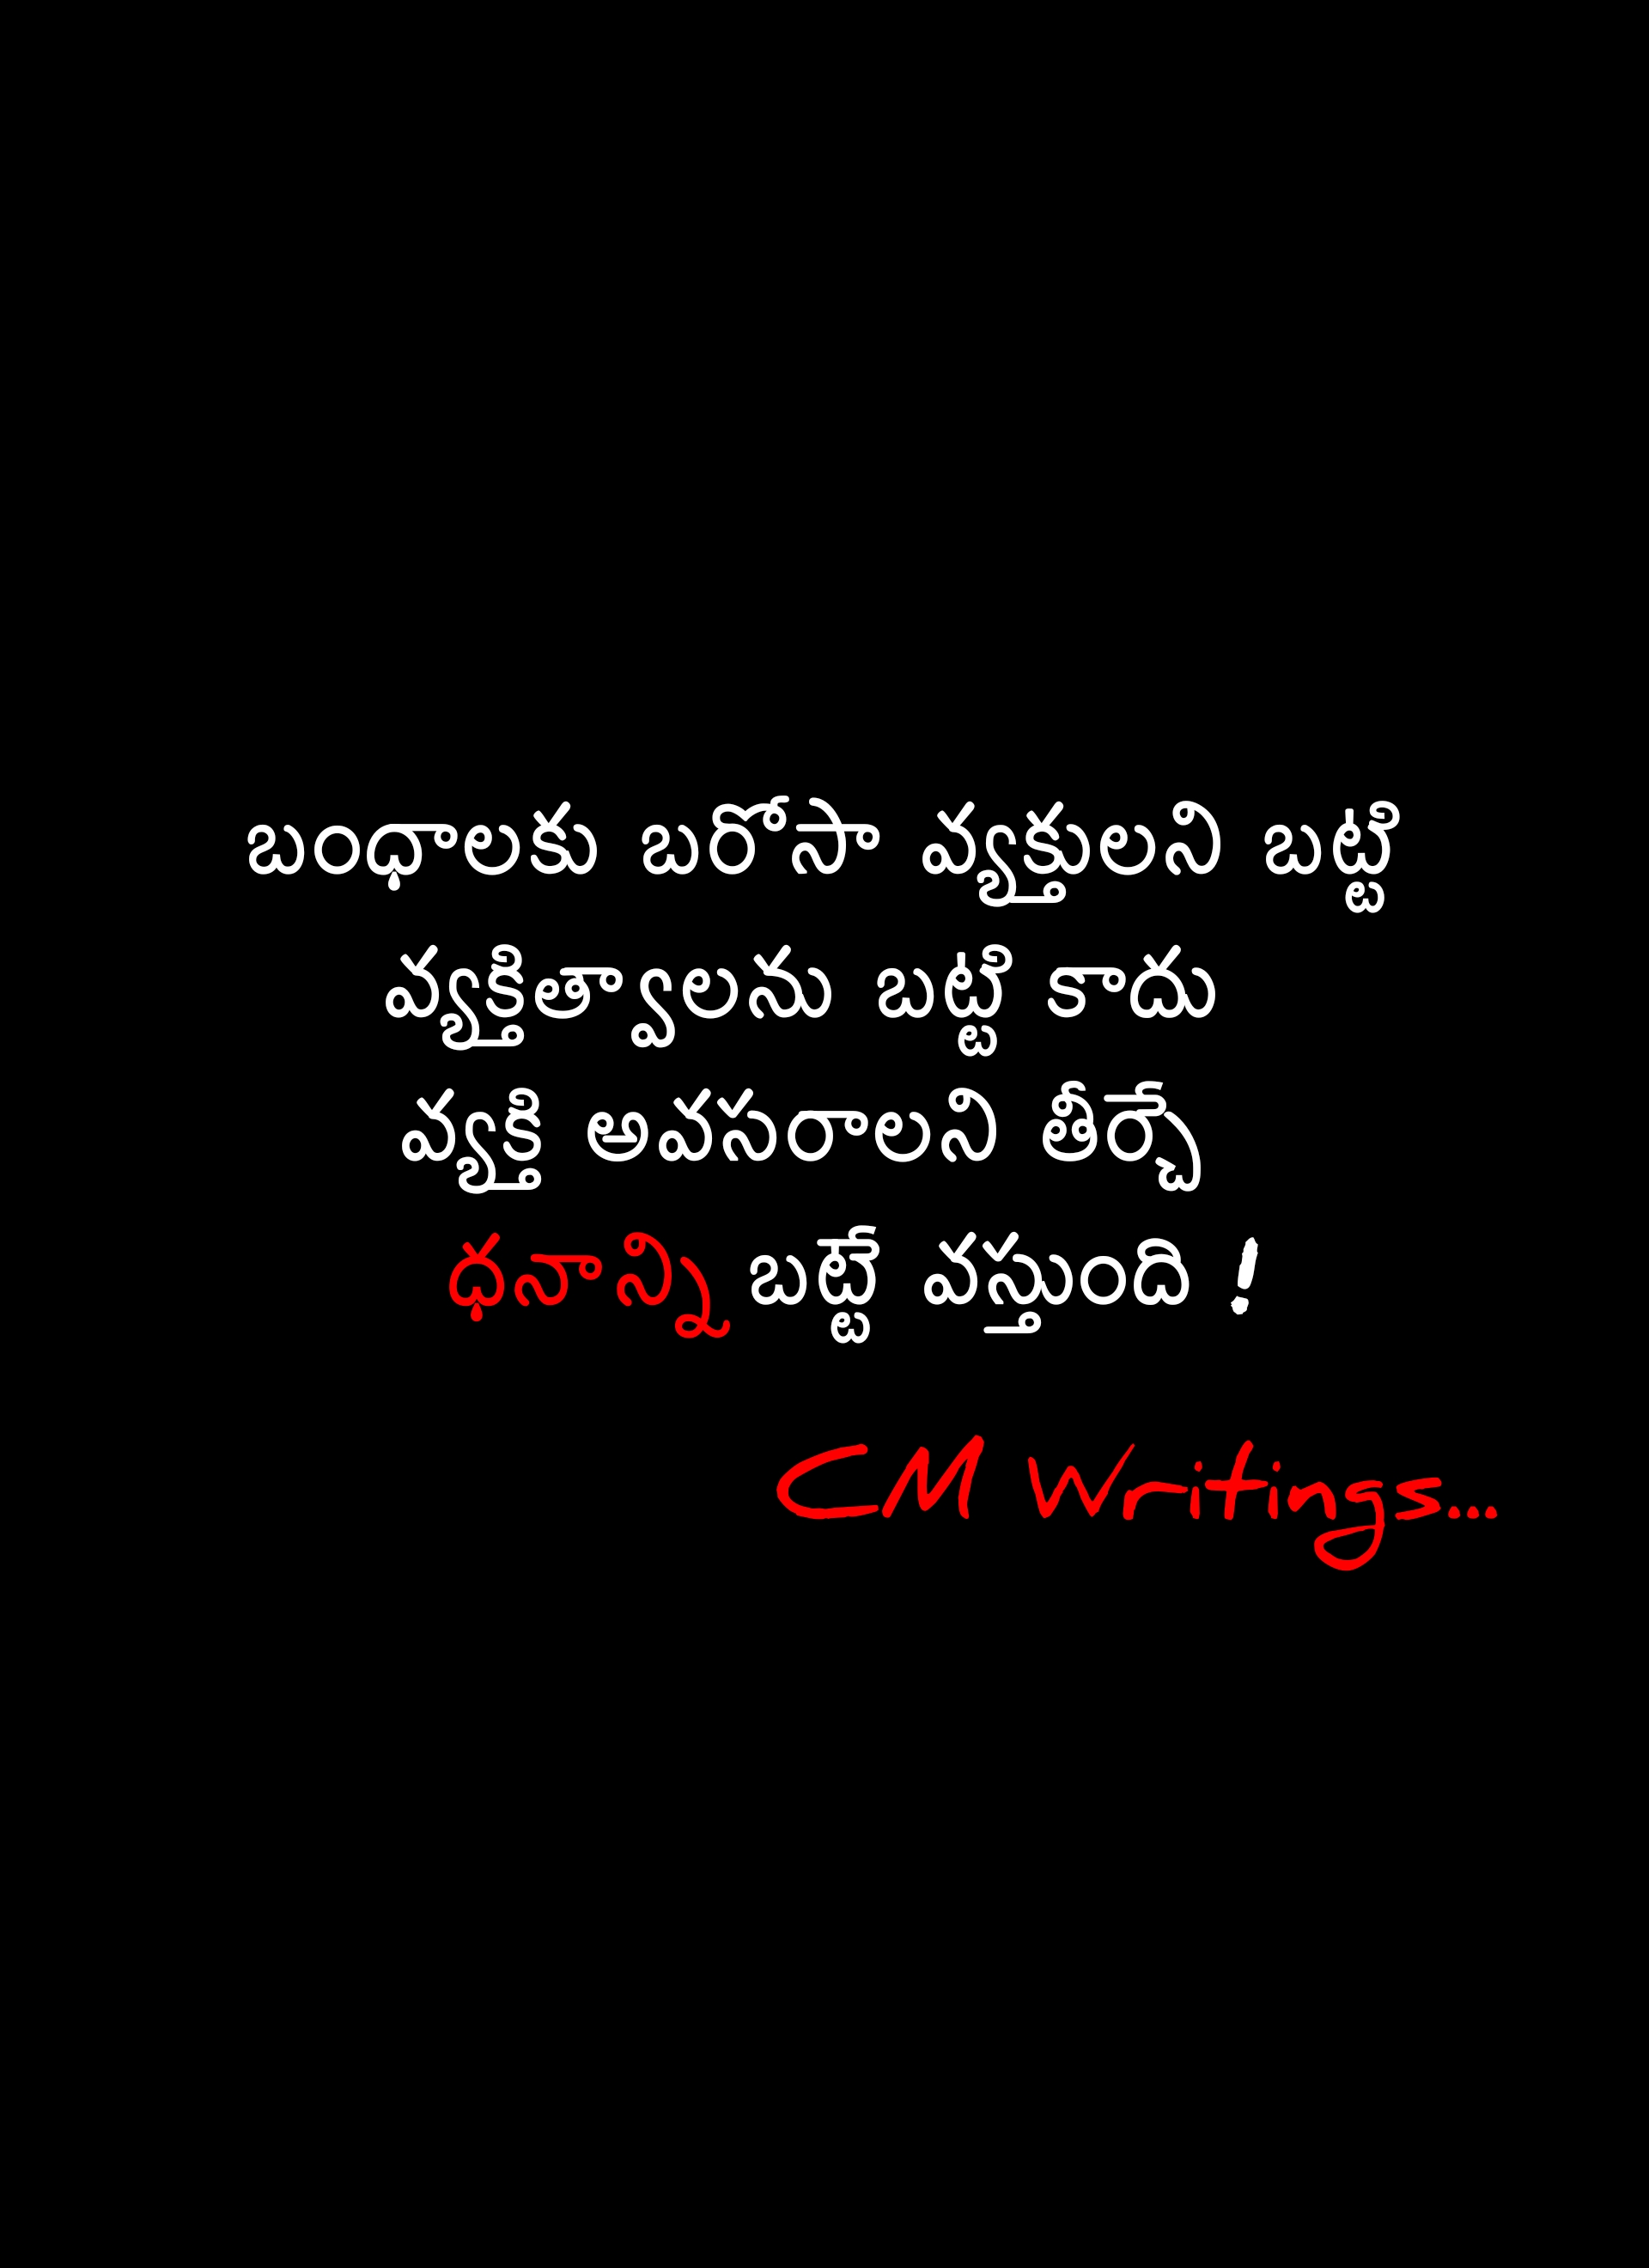 బంధాలకు బరోసా వ్యక్తులని బట్టి
వ్యక్తిత్వాలను బట్టి కాదు
వ్యక్తి అవసరాలని తీర్చే
ధనాన్ని బట్టే వస్తుంది !
CM Writings...